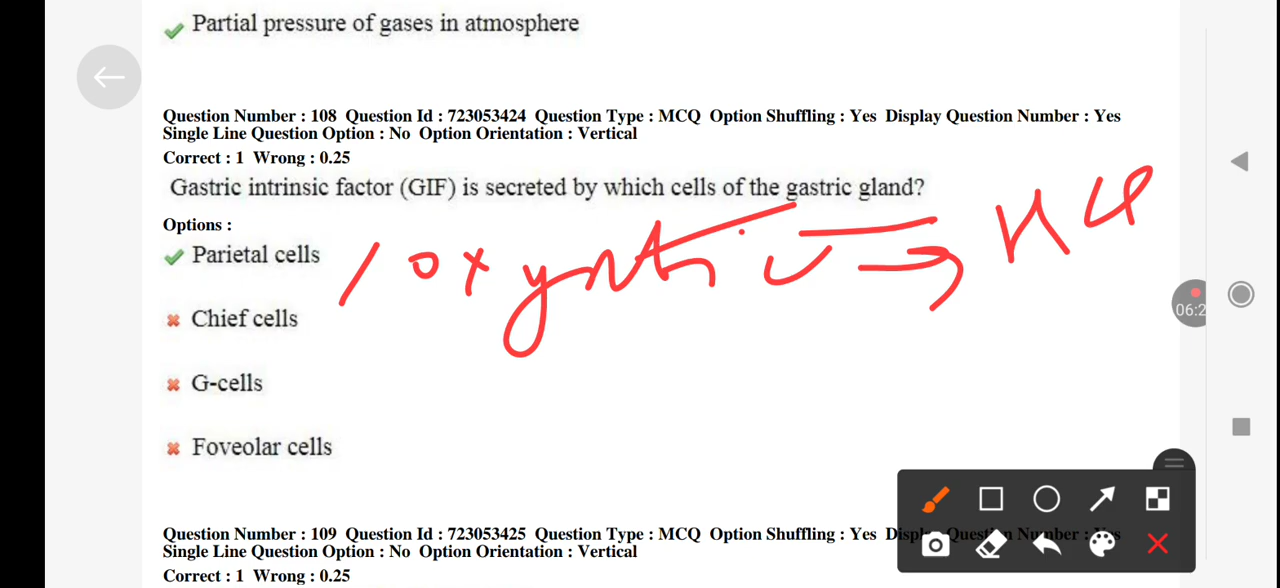 Partial pressure of gases in atmosphere
Question Number : 108 Question Id : 723053424 Question Type : MCQ Option Shuffling : Yes Display Question Number : Yes
Single Line Question Option : No Option Orientation : Vertical
Correct : 1 Wrong : 0.25
Gastric intrinsic factor (GIF) is secreted by which cells of the gastric gland?
Options :
Parietal cells / oxyntic →
Chief cells
G-cells
Foveolar cells
Question Number : 109 Question Id : 723053425 Question Type : MCQ Option Shuffling : Yes Display Question Number : Yes
Single Line Question Option : No Option Orientation : Vertical
Correct : 1 Wrong : 0.25
06:2